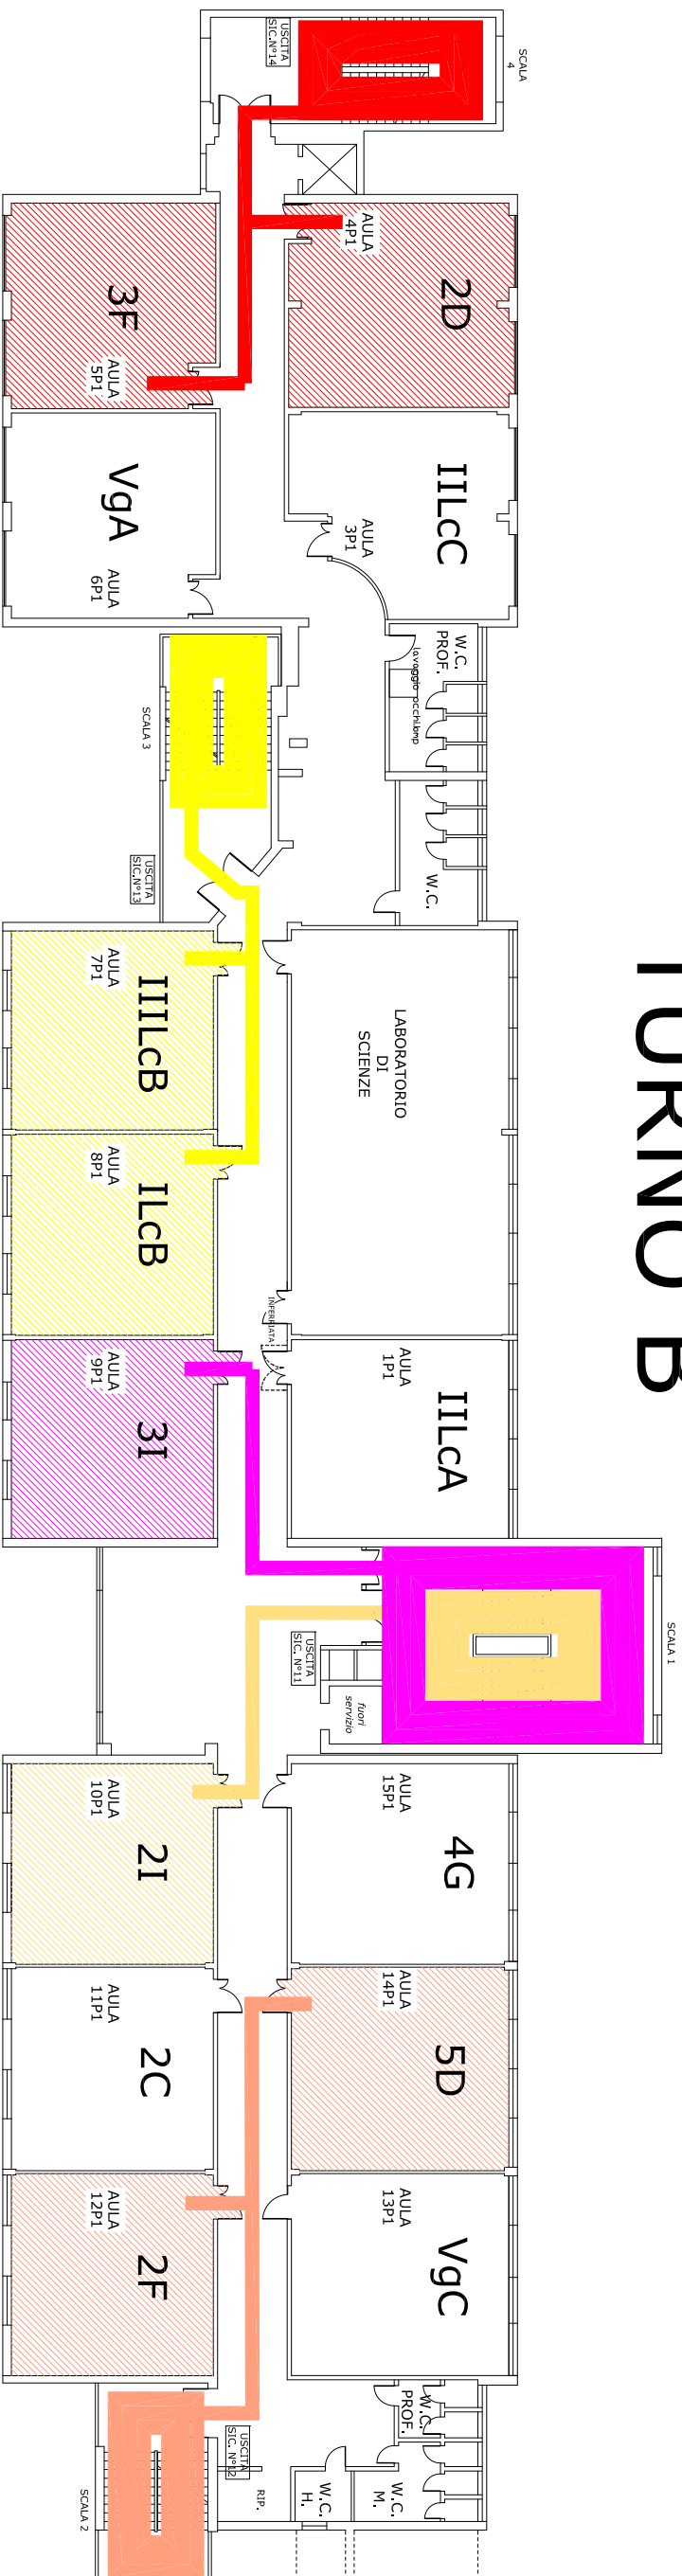 TURNO B
SCALA
4
USCITA
SIC.N°14
AULA
4P1
2D
3F
AULA
5P1
IILcC
AULA
3P1
VgA
AULA
6P1
W.C.
PROF.
lavaggio occhi
SCALA 3
USCITA
SIC.N°13
W.C.
AULA
7P1
IIILcB
LABORATORIO
DI
SCIENZE
AULA
8P1
ILcB
INFERRIATA
AULA
9P1
3I
AULA
1P1
IILcA
SCALA 1
USCITA
SIC. N°11
fuori
servizio
AULA
10P1
2I
AULA
15P1
4G
AULA
11P1
2C
AULA
14P1
5D
AULA
12P1
2F
AULA
13P1
VgC
W.C.
PROF.
USCITA
SIC. N°12
RIP.
W.C.
H.
W.C.
M.
SCALA 2